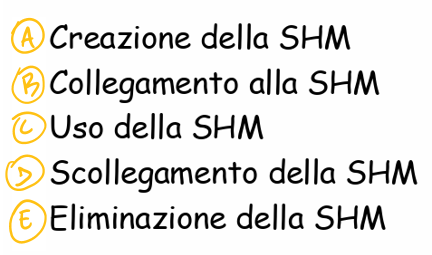 A Creazione della SHM
B Collegamento alla SHM
C Uso della SHM
D Scollegamento della SHM
E Eliminazione della SHM